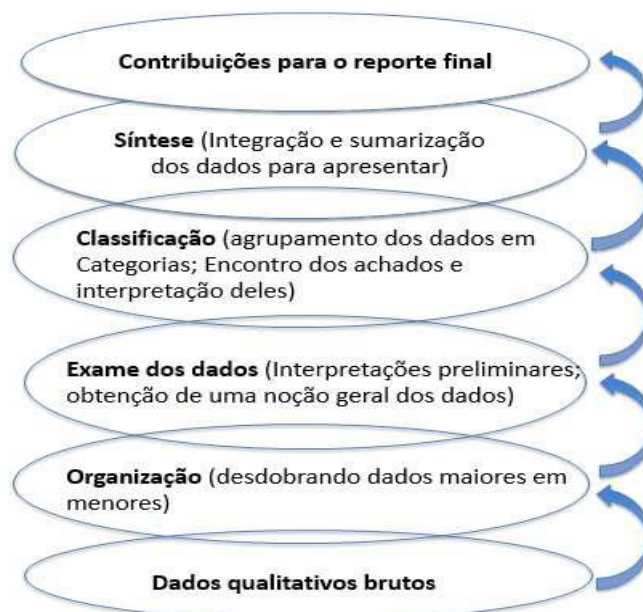 Contribuições para o reporte final
Síntese (Integração e sumarização
dos dados para apresentar)
Classificação (agrupamento dos dados em
Categorias; Encontro dos achados e
interpretação deles)
Exame dos dados (Interpretações preliminares;
obtenção de uma noção geral dos dados)
Organização (desdobrando dados maiores em
menores)
Dados qualitativos brutos